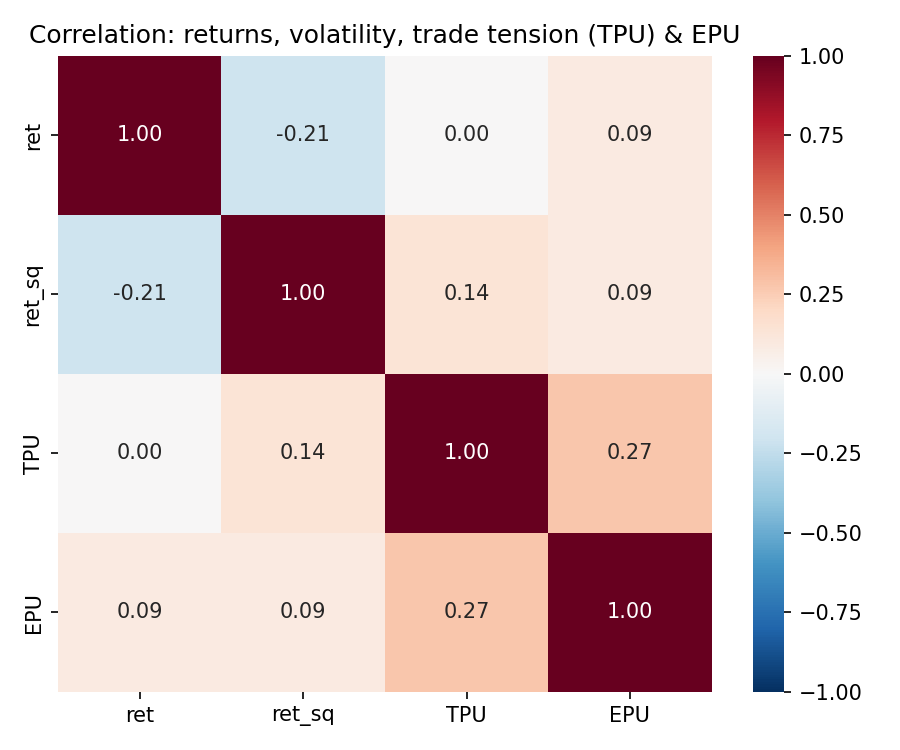 Correlation: returns, volatility, trade tension (TPU) & EPU
ret 1.00 -0.21 0.00 0.09
ret_sq -0.21 1.00 0.14 0.09
TPU 0.00 0.14 1.00 0.27
EPU 0.09 0.09 0.27 1.00
ret ret_sq TPU EPU
1.00
0.75
0.50
0.25
0.00
−0.25
−0.50
−0.75
−1.00